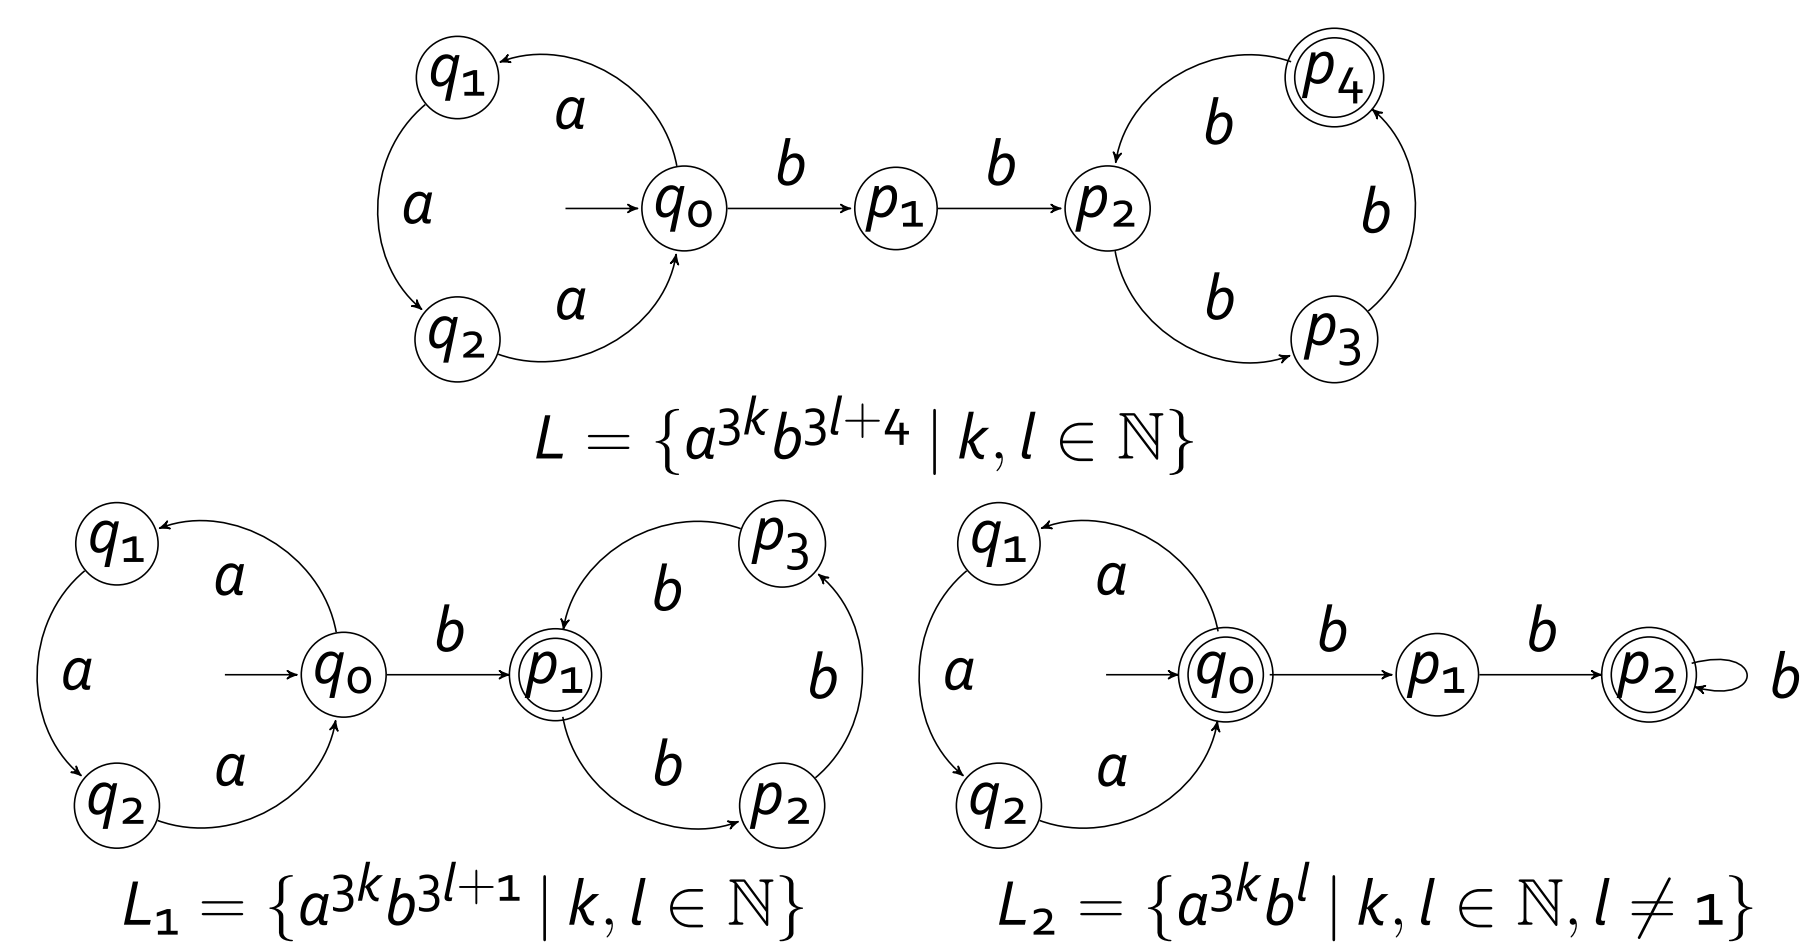 q₁ p₄
a b
b b
a q₀ p₁ p₂ b
a b
q₂ p₃
L = {a^{3k}b^{3l+4} | k, l ∈ ℕ}
q₁ p₃ q₁
a b a
b b b
a q₀ p₁ b a q₀ p₁ p₂ b
a b a
q₂ p₂ q₂
L₁ = {a^{3k}b^{3l+1} | k, l ∈ ℕ} L₂ = {a^{3k}b^l | k, l ∈ ℕ, l ≠ 1}